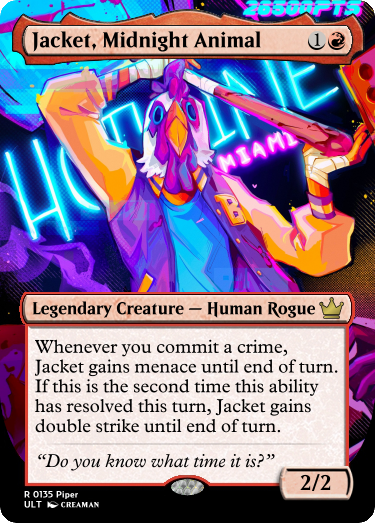 26504PTS
Jacket, Midnight Animal 1
HOTLINE
MIAMI
B
Legendary Creature — Human Rogue
Whenever you commit a crime,
Jacket gains menace until end of turn.
If this is the second time this ability
has resolved this turn, Jacket gains
double strike until end of turn.
“Do you know what time it is?”
2/2
R 0135 Piper
ULT CREAMAN